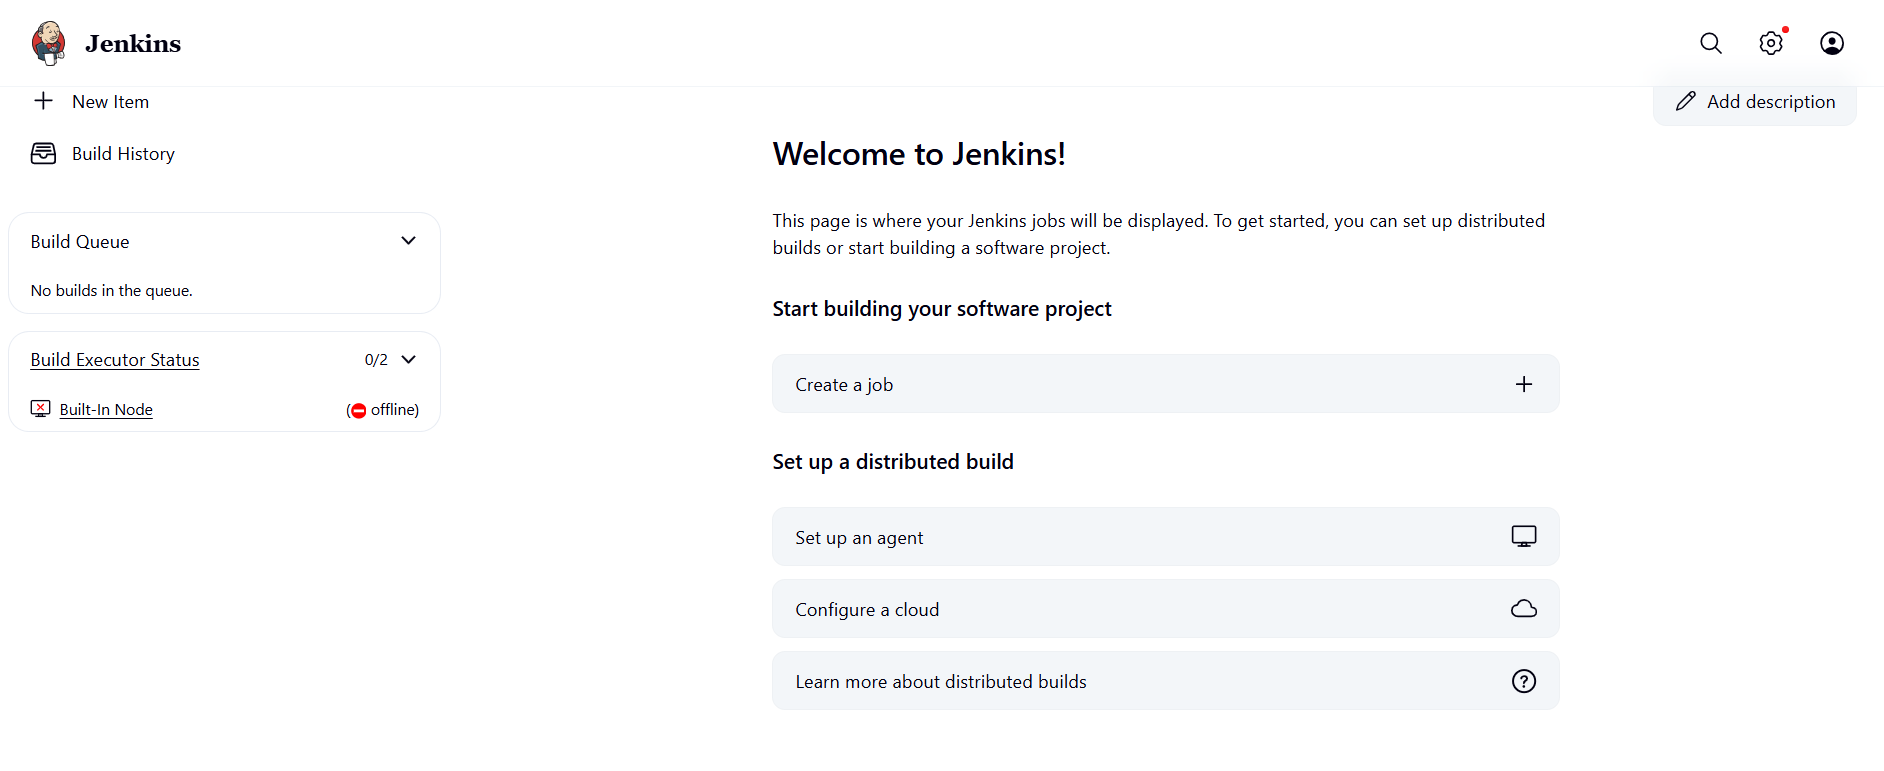 Jenkins
New Item
Add description
Build History
Build Queue
No builds in the queue.
Build Executor Status 0/2
Built-In Node (offline)
Welcome to Jenkins!
This page is where your Jenkins jobs will be displayed. To get started, you can set up distributed
builds or start building a software project.
Start building your software project
Create a job
Set up a distributed build
Set up an agent
Configure a cloud
Learn more about distributed builds